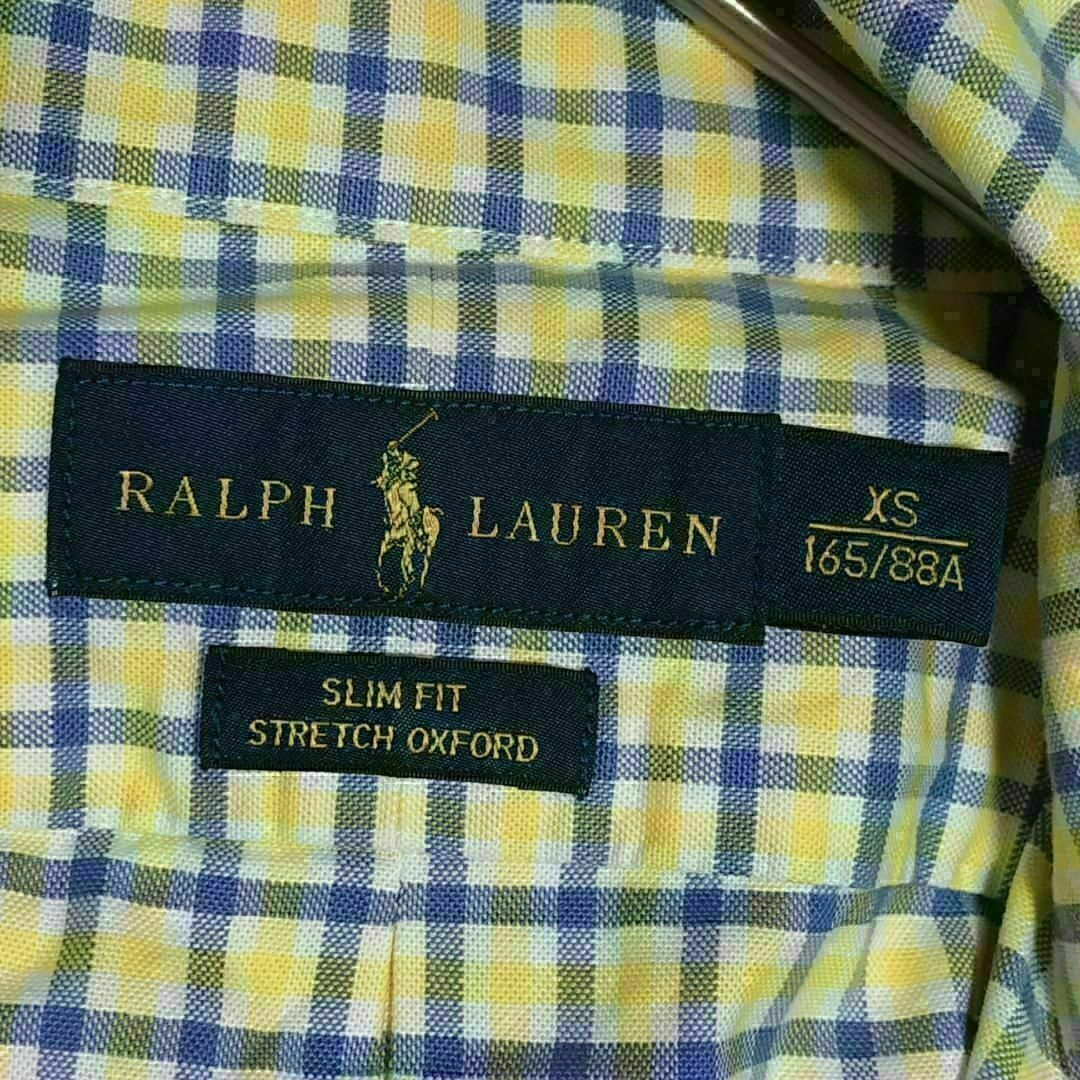 RALPH LAUREN
XS
165/88A
SLIM FIT
STRETCH OXFORD